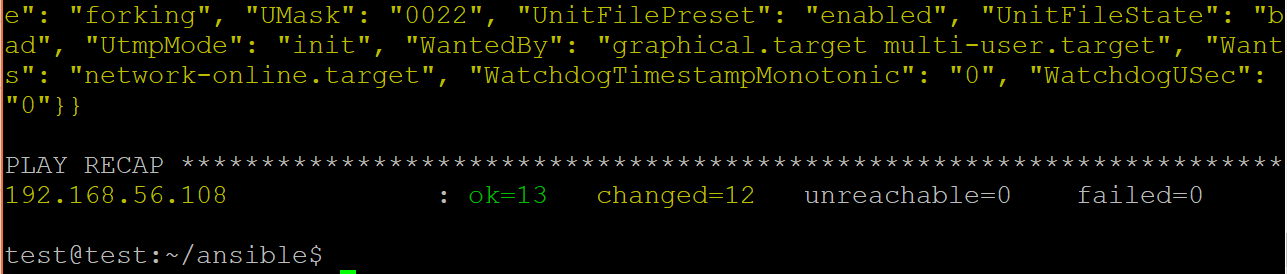 e": "forking", "UMask": "0022", "UnitFilePreset": "enabled", "UnitFileState": "b
ad", "UtmpMode": "init", "WantedBy": "graphical.target multi-user.target", "Want
s": "network-online.target", "WatchdogTimestampMonotonic": "0", "WatchdogUSec":
"0"}}
PLAY RECAP *********************************************************************
192.168.56.108 : ok=13 changed=12 unreachable=0 failed=0
test@test:~/ansible$